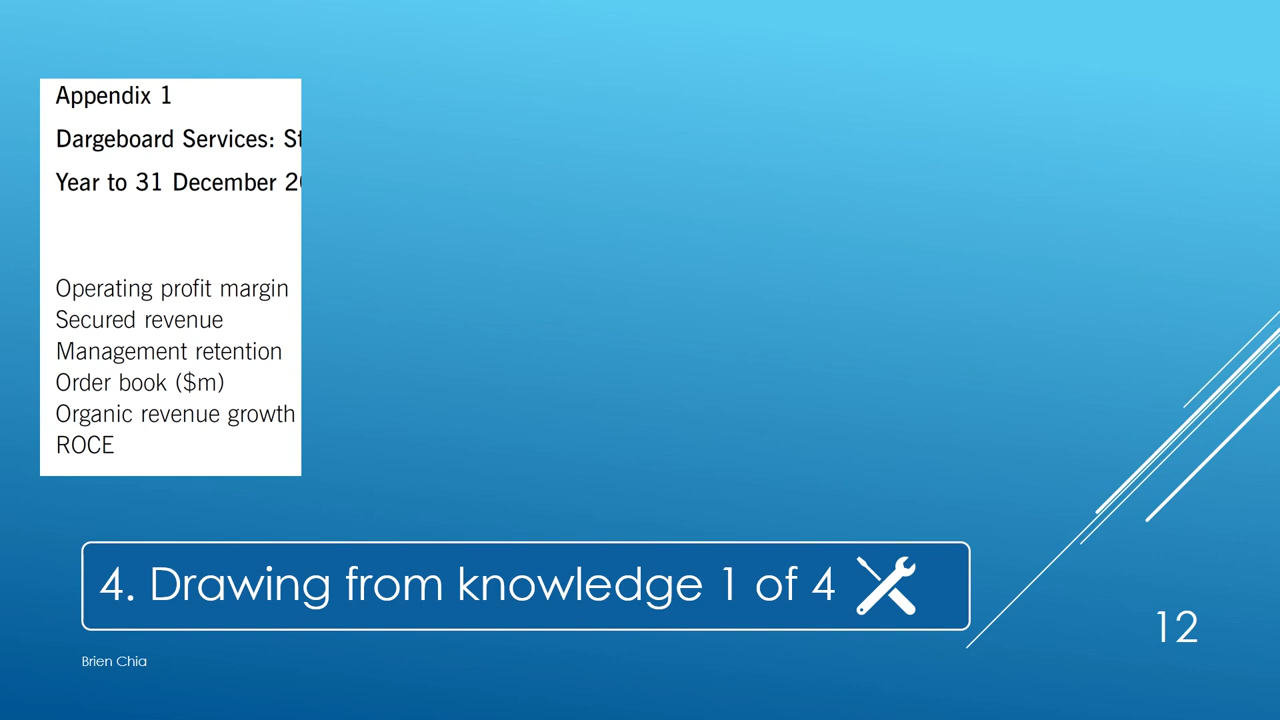 Appendix 1
Dargeboard Services: St
Year to 31 December 20
Operating profit margin
Secured revenue
Management retention
Order book ($m)
Organic revenue growth
ROCE
4. Drawing from knowledge 1 of 4
12
Brien Chia